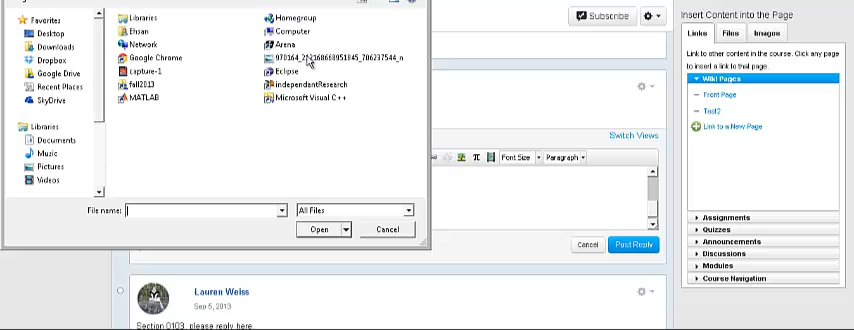 Favorites
Desktop
Downloads
Dropbox
Google Drive
Recent Places
SkyDrive
Libraries
Documents
Music
Pictures
Videos
Libraries
Ehsan
Network
Google Chrome
capture-1
fall2013
MATLAB
Homegroup
Computer
Arena
Eclipse
independantResearch
Microsoft Visual C++
File name:
All Files
Open
Cancel
Subscribe
Switch Views
π
Font Size
Paragraph
Cancel
Post Reply
Lauren Weiss
Sep 5, 2013
Section 0103, please reply here.
Insert Content into the Page
Links
Files
Images
Link to other content in the course. Click any page
to insert a link to that page.
Wiki Pages
Front Page
Test2
Link to a New Page
Assignments
Quizzes
Announcements
Discussions
Modules
Course Navigation